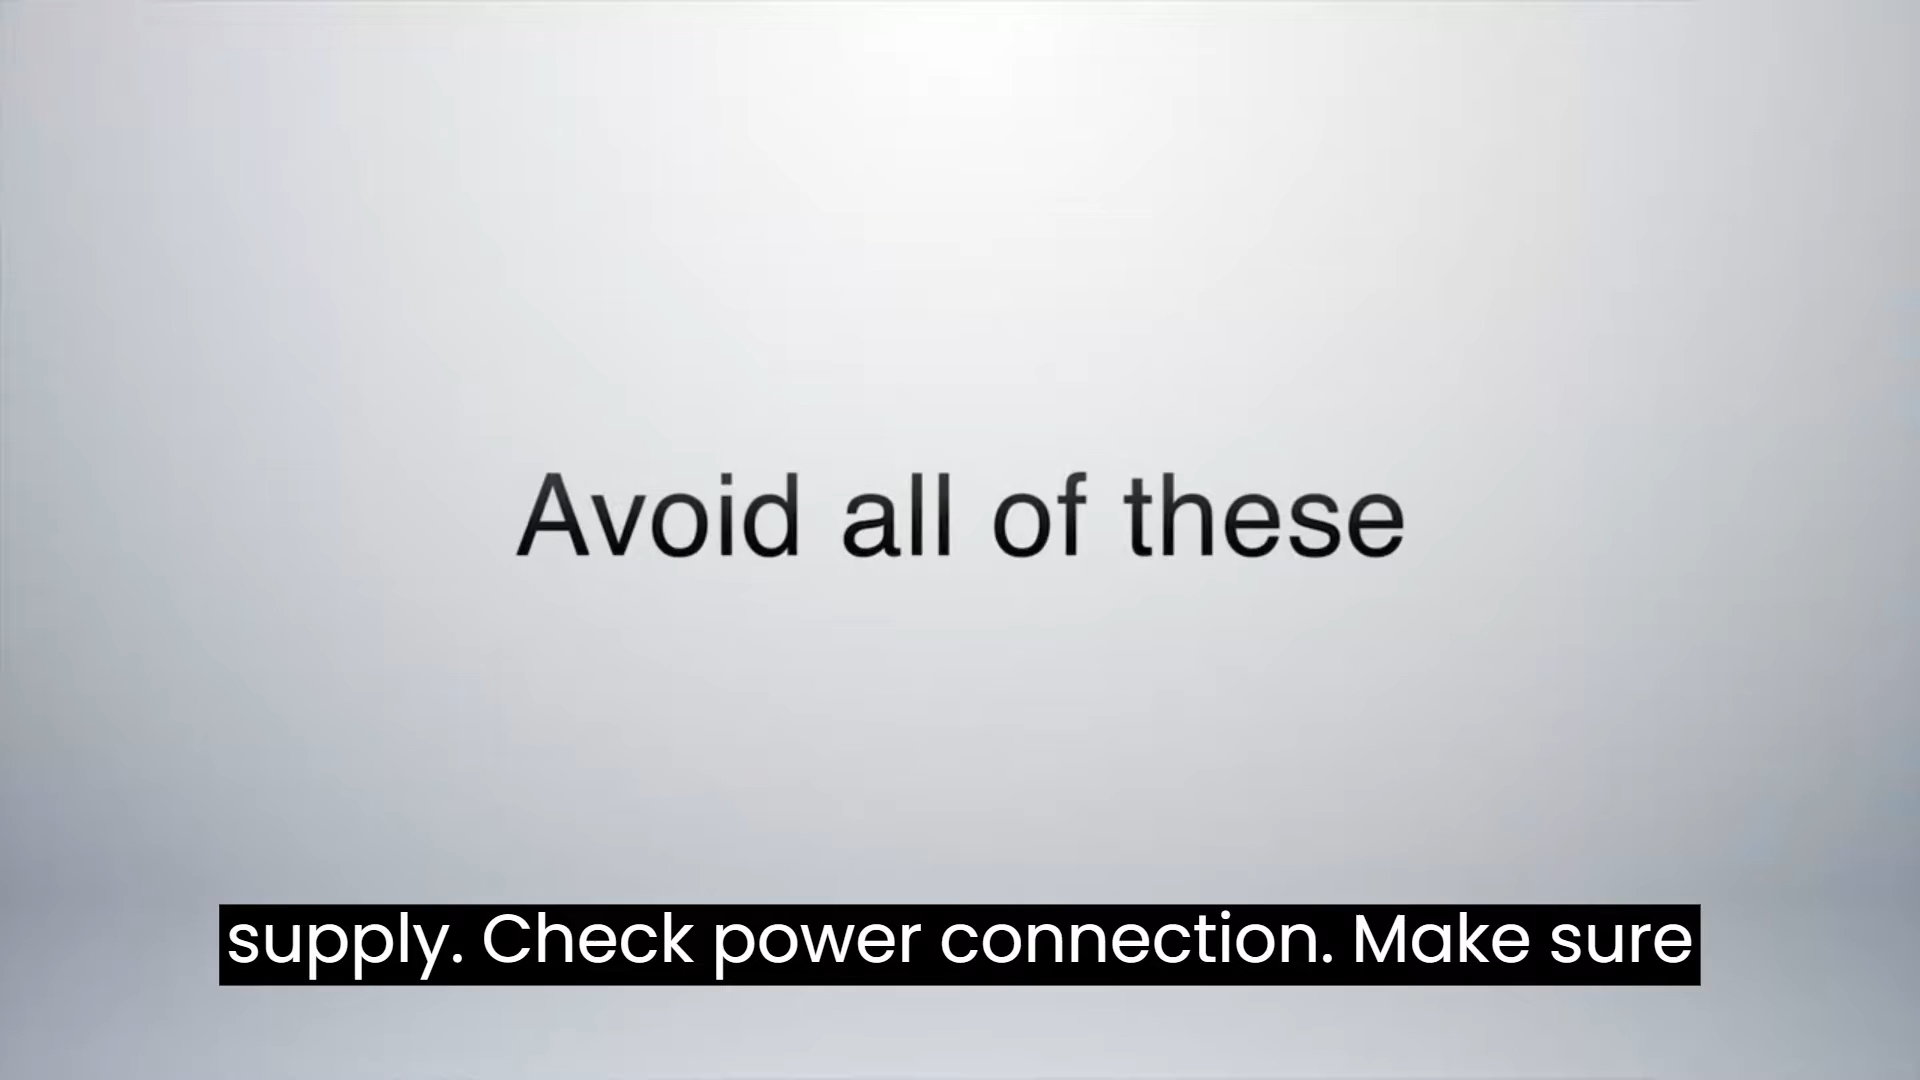 Avoid all of these
supply. Check power connection. Make sure